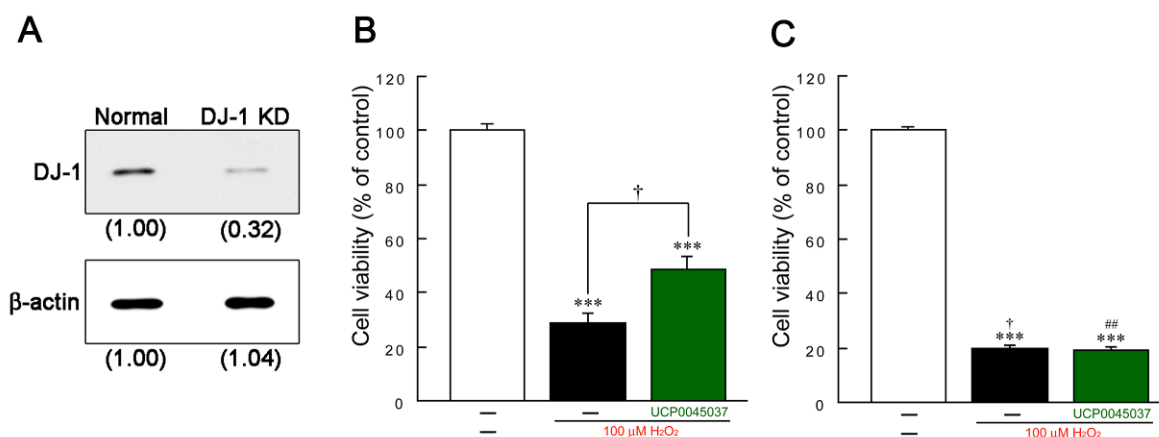 A
Normal DJ-1 KD
DJ-1
(1.00) (0.32)
β-actin
(1.00) (1.04)
B
Cell viability (% of control)
120
100
80
60
40
20
0
†
***
***
— — UCP0045037
— 100 μM H₂O₂
C
Cell viability (% of control)
120
100
80
60
40
20
0
† ##
*** ***
— — UCP0045037
— 100 μM H₂O₂